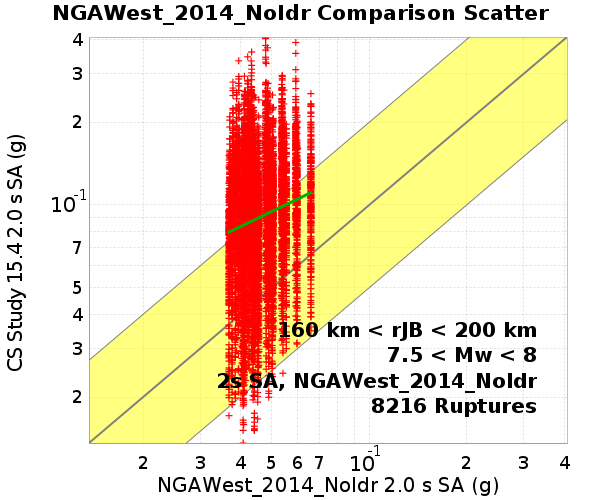 NGAWest_2014_NoIdr Comparison Scatter
CS Study 15.4 2.0 s SA (g)
4
3
2
10-1
7
5
4
3
2
160 km < rJB < 200 km
7.5 < Mw < 8
2s SA, NGAWest_2014_NoIdr
8216 Ruptures
2 3 4 5 6 7 10-1 2 3 4
NGAWest_2014_NoIdr 2.0 s SA (g)